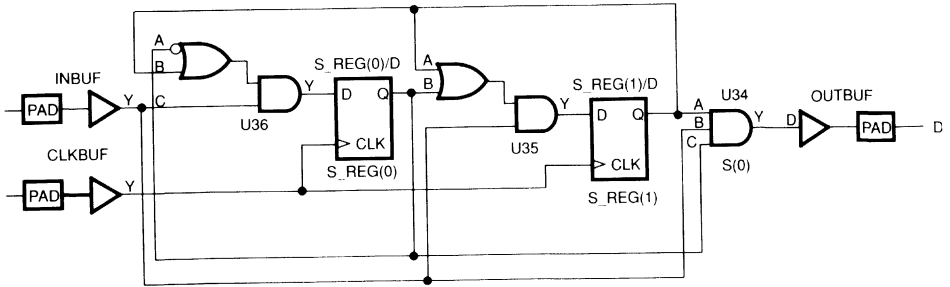 A
B
INBUF
PAD
Y
C
Y
U36
S_REG(0)/D
D Q
CLK
S_REG(0)
CLKBUF
PAD
Y
A
B
Y
U35
S_REG(1)/D
D Q
CLK
S_REG(1)
U34
A
B
C
Y
S(0)
OUTBUF
D
PAD
D